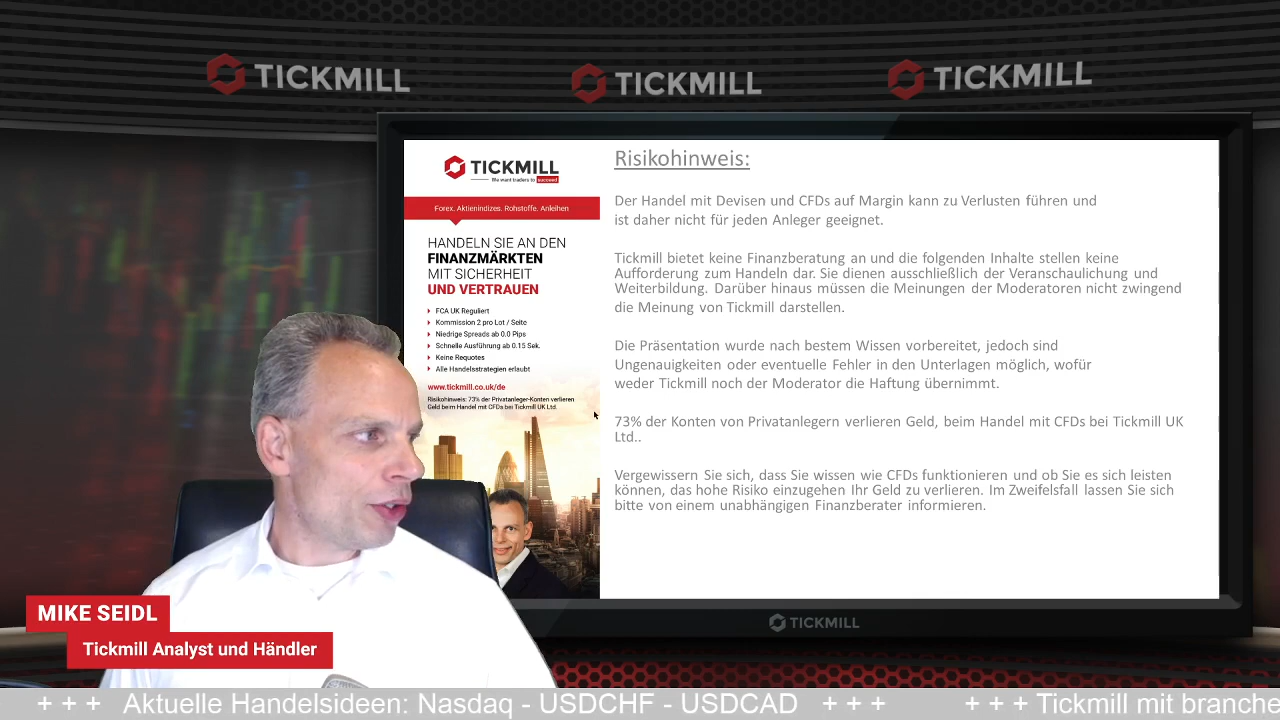 TICKMILL
TICKMILL
TICKMILL
TICKMILL
We want traders to succeed
Forex. Aktienindizes. Rohstoffe. Anleihen
HANDELN SIE AN DEN
FINANZMÄRKTEN
MIT SICHERHEIT
UND VERTRAUEN
FCA UK Reguliert
Kommission 2 pro Lot / Seite
Niedrige Spreads ab 0.0 Pips
Schnelle Ausführung ab 0.15 Sek.
Keine Requotes
Alle Handelsstrategien erlaubt
www.tickmill.co.uk/de
Risikohinweis: 73% der Privatanleger-Konten verlieren
Geld beim Handel mit CFDs bei Tickmill UK Ltd.
Risikohinweis:
Der Handel mit Devisen und CFDs auf Margin kann zu Verlusten führen und
ist daher nicht für jeden Anleger geeignet.
Tickmill bietet keine Finanzberatung an und die folgenden Inhalte stellen keine
Aufforderung zum Handeln dar. Sie dienen ausschließlich der Veranschaulichung und
Weiterbildung. Darüber hinaus müssen die Meinungen der Moderatoren nicht zwingend
die Meinung von Tickmill darstellen.
Die Präsentation wurde nach bestem Wissen vorbereitet, jedoch sind
Ungenauigkeiten oder eventuelle Fehler in den Unterlagen möglich, wofür
weder Tickmill noch der Moderator die Haftung übernimmt.
73% der Konten von Privatanlegern verlieren Geld, beim Handel mit CFDs bei Tickmill UK
Ltd..
Vergewissern Sie sich, dass Sie wissen wie CFDs funktionieren und ob Sie es sich leisten
können, das hohe Risiko einzugehen Ihr Geld zu verlieren. Im Zweifelsfall lassen Sie sich
bitte von einem unabhängigen Finanzberater informieren.
TICKMILL
MIKE SEIDL
Tickmill Analyst und Händler
+ + + Aktuelle Handelsideen: Nasdaq - USDCHF - USDCAD + + + + + + Tickmill mit branche